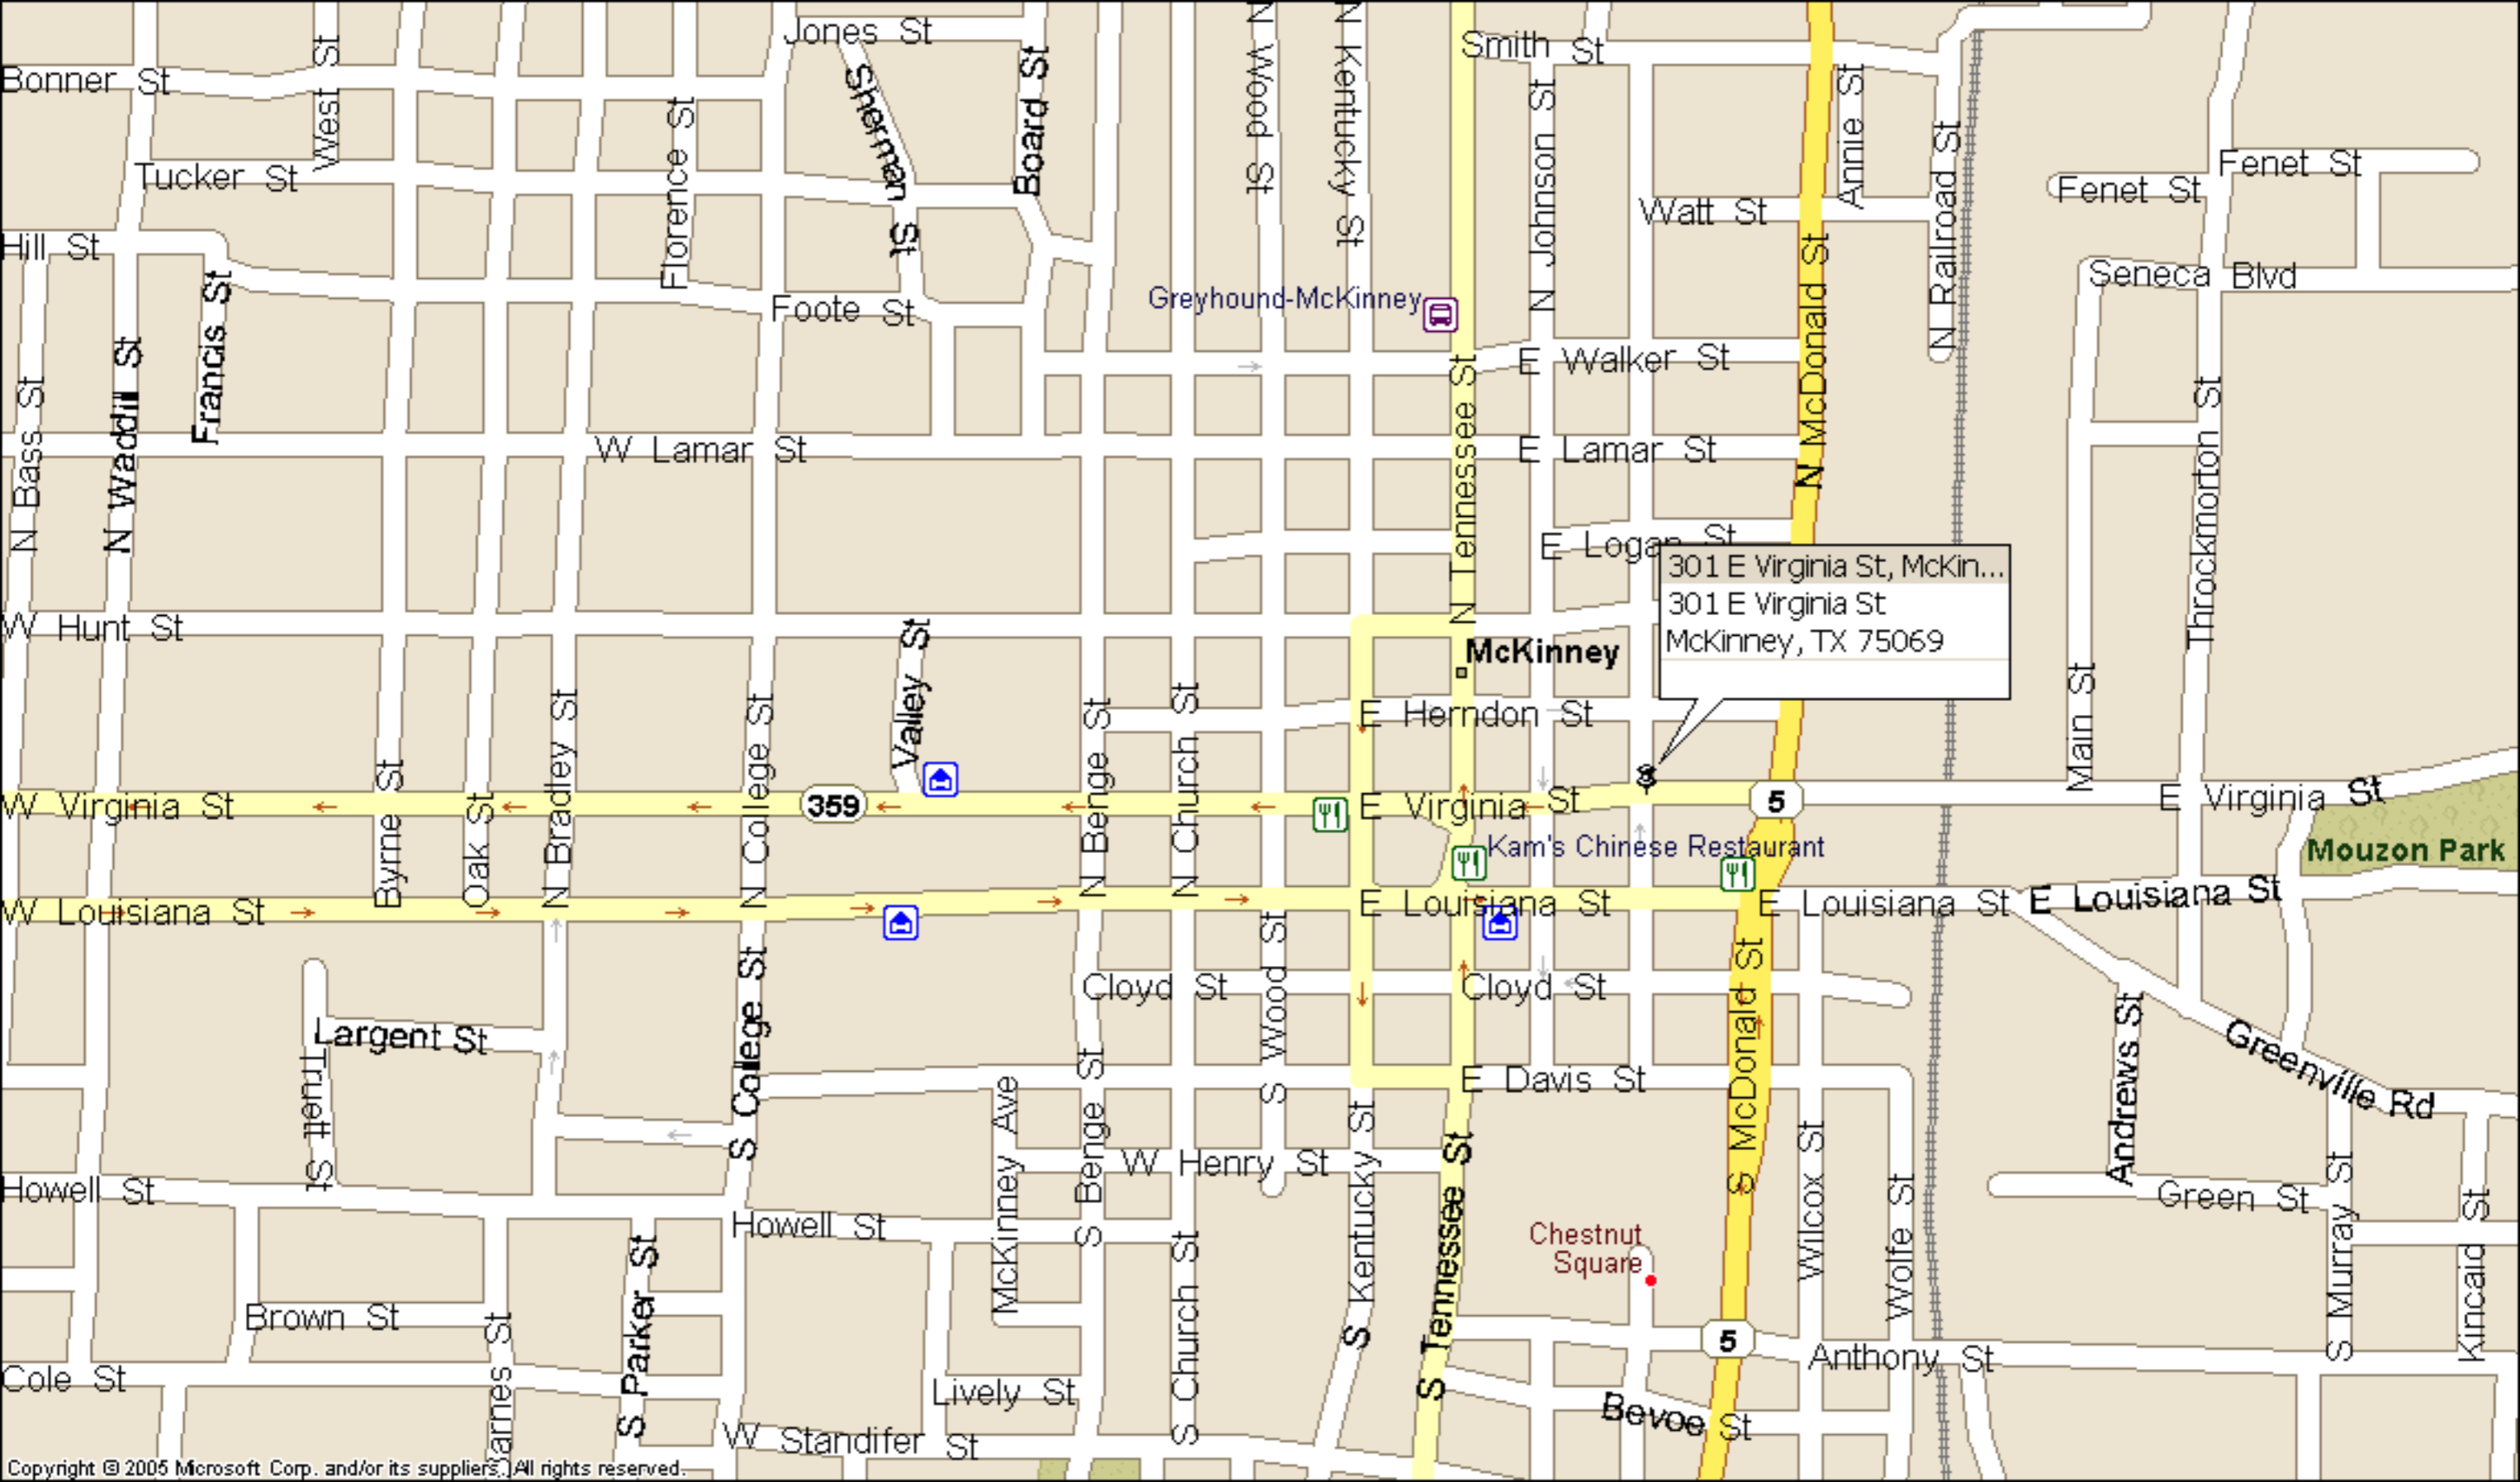 Jones St
Smith St
Bonner St
West St
Sherman St
Board St
N Wood St
N Kentucky St
N Johnson St
Annie St
N Railroad St
Florence St
Tucker St
Fenet St
Fenet St
Watt St
Hill St
Seneca Blvd
Francis St
Foote St
Greyhound-McKinney
N McDonald St
N Bass St
N Waddill St
E Walker St
N Tennessee St
Throckmorton St
W Lamar St
E Lamar St
E Logan St
301 E Virginia St, McKin...
301 E Virginia St
McKinney, TX 75069
W Hunt St
Valley St
McKinney
Main St
N Bradley St
N College St
N Benge St
N Church St
E Herndon St
Byrne St
Oak St
W Virginia St
359
E Virginia St
5
E Virginia St
Kam's Chinese Restaurant
Mouzon Park
W Louisiana St
E Louisiana St
E Louisiana St
E Louisiana St
S College St
S Wood St
S McDonald St
Cloyd St
Cloyd St
Largent St
Truett St
Andrews St
Greenville Rd
E Davis St
McKinney Ave
S Benge St
S Kentucky St
S Tennessee St
Wilcox St
Wolfe St
W Henry St
Howell St
Howell St
Green St
S Murray St
Kincaid St
Chestnut
Square
S Parker St
S Church St
Brown St
Barnes St
5
Anthony St
Cole St
Lively St
Bevoe St
W Standifer St
Copyright © 2005 Microsoft Corp. and/or its suppliers. All rights reserved.